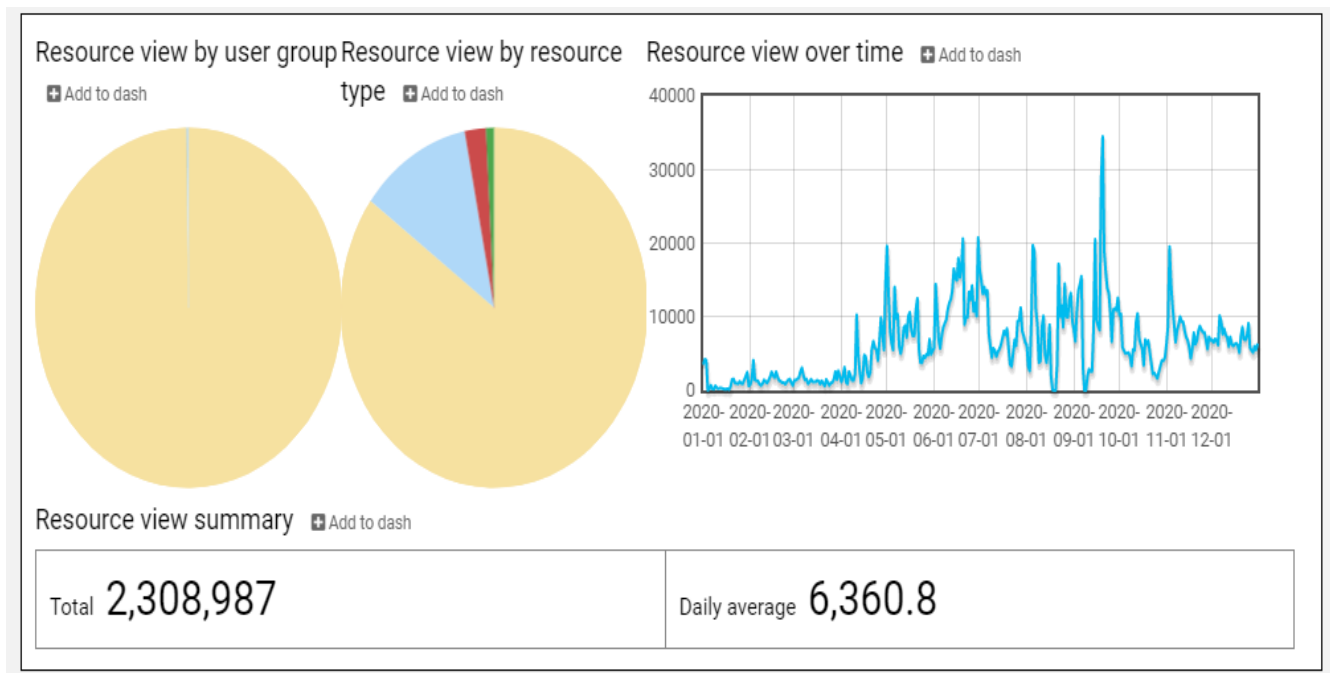 Resource view by user group
Add to dash
Resource view by resource
type Add to dash
Resource view over time Add to dash
40000
30000
20000
10000
0
2020- 2020- 2020- 2020- 2020- 2020- 2020- 2020- 2020- 2020- 2020- 2020-
01-01 02-01 03-01 04-01 05-01 06-01 07-01 08-01 09-01 10-01 11-01 12-01
Resource view summary Add to dash
Total 2,308,987
Daily average 6,360.8